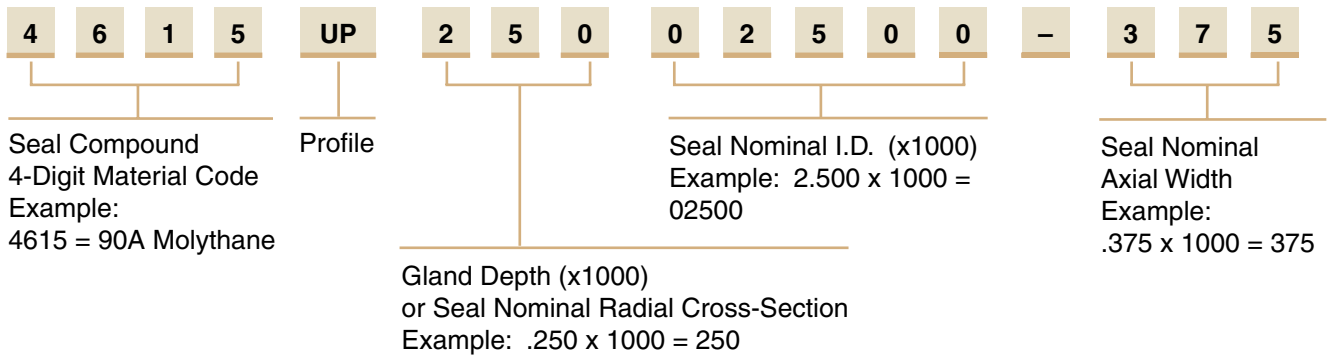 4 6 1 5 UP 2 5 0 0 2 5 0 0 – 3 7 5
Seal Compound
4-Digit Material Code
Example:
4615 = 90A Molythane
Profile
Gland Depth (x1000)
or Seal Nominal Radial Cross-Section
Example: .250 x 1000 = 250
Seal Nominal I.D. (x1000)
Example: 2.500 x 1000 =
02500
Seal Nominal
Axial Width
Example:
.375 x 1000 = 375